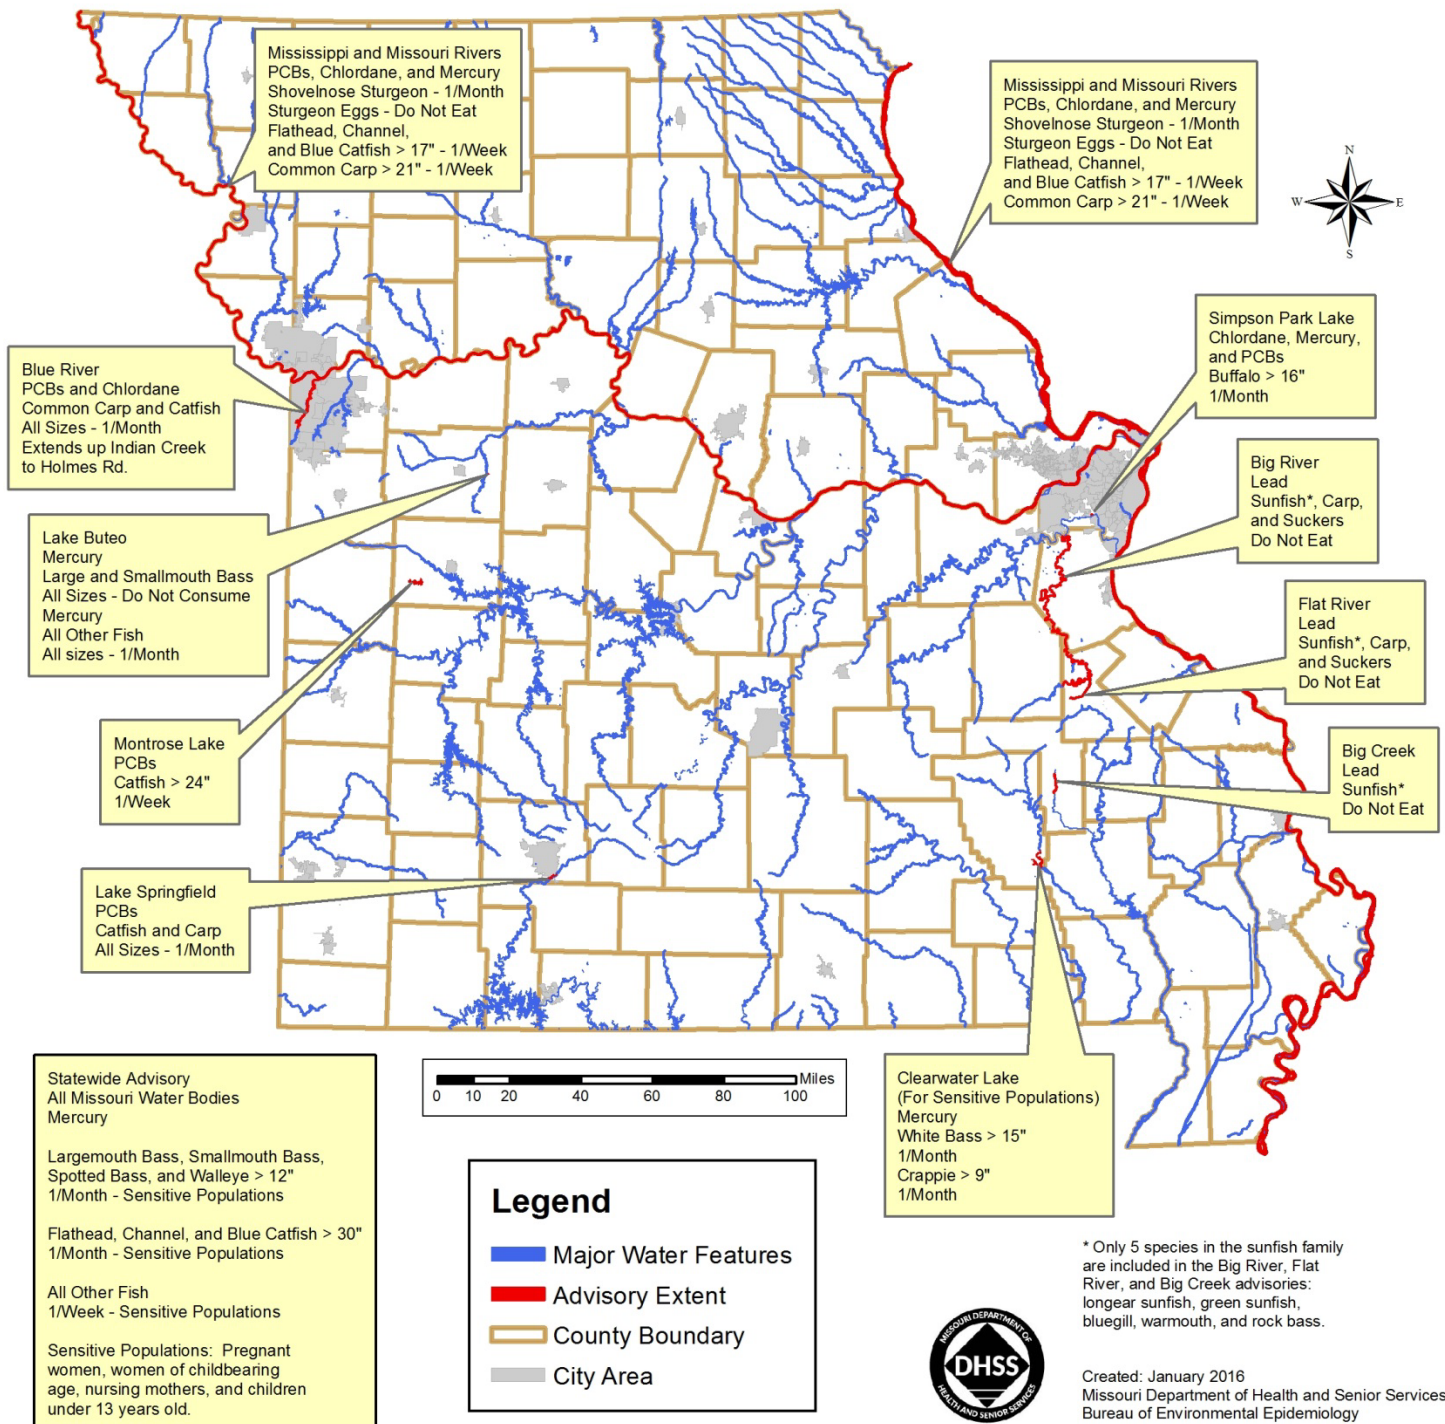 Mississippi and Missouri Rivers
PCBs, Chlordane, and Mercury
Shovelnose Sturgeon - 1/Month
Sturgeon Eggs - Do Not Eat
Flathead, Channel,
and Blue Catfish > 17" - 1/Week
Common Carp > 21" - 1/Week
Mississippi and Missouri Rivers
PCBs, Chlordane, and Mercury
Shovelnose Sturgeon - 1/Month
Sturgeon Eggs - Do Not Eat
Flathead, Channel,
and Blue Catfish > 17" - 1/Week
Common Carp > 21" - 1/Week
N
W
E
S
Simpson Park Lake
Chlordane, Mercury,
and PCBs
Buffalo > 16"
1/Month
Blue River
PCBs and Chlordane
Common Carp and Catfish
All Sizes - 1/Month
Extends up Indian Creek
to Holmes Rd.
Big River
Lead
Sunfish*, Carp,
and Suckers
Do Not Eat
Lake Buteo
Mercury
Large and Smallmouth Bass
All Sizes - Do Not Consume
Mercury
All Other Fish
All sizes - 1/Month
Flat River
Lead
Sunfish*, Carp,
and Suckers
Do Not Eat
Montrose Lake
PCBs
Catfish > 24"
1/Week
Big Creek
Lead
Sunfish*
Do Not Eat
Lake Springfield
PCBs
Catfish and Carp
All Sizes - 1/Month
Clearwater Lake
(For Sensitive Populations)
Mercury
White Bass > 15"
1/Month
Crappie > 9"
1/Month
Statewide Advisory
All Missouri Water Bodies
Mercury
Largemouth Bass, Smallmouth Bass,
Spotted Bass, and Walleye > 12"
1/Month - Sensitive Populations
Flathead, Channel, and Blue Catfish > 30"
1/Month - Sensitive Populations
All Other Fish
1/Week - Sensitive Populations
Sensitive Populations: Pregnant
women, women of childbearing
age, nursing mothers, and children
under 13 years old.
Miles
0 10 20 40 60 80 100
Legend
Major Water Features
Advisory Extent
County Boundary
City Area
* Only 5 species in the sunfish family
are included in the Big River, Flat
River, and Big Creek advisories:
longear sunfish, green sunfish,
bluegill, warmouth, and rock bass.
MISSOURI DEPARTMENT OF
DHSS
HEALTH AND SENIOR SERVICES
Created: January 2016
Missouri Department of Health and Senior Services
Bureau of Environmental Epidemiology